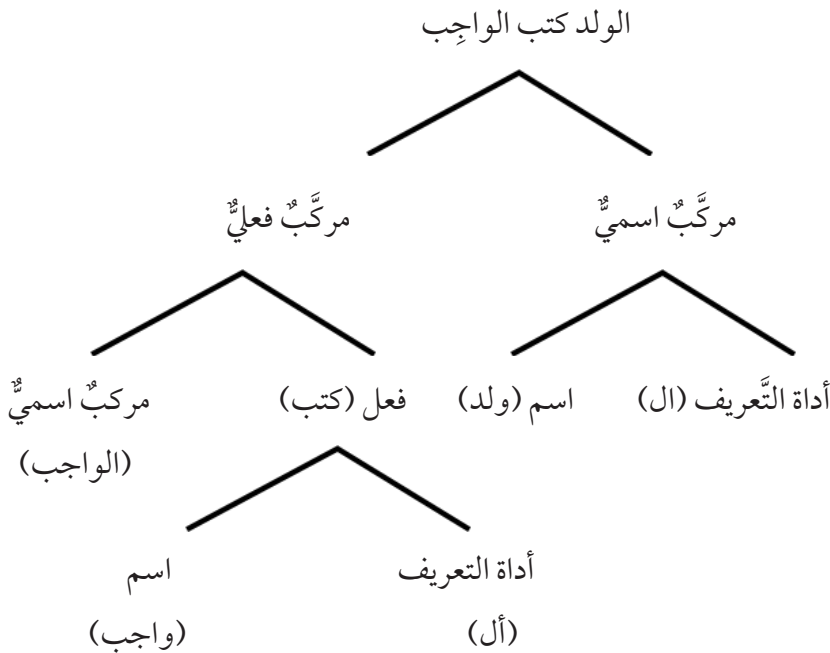 الولد كتب الواجِب
مركَّبٌ اسميٌّ
مركَّبٌ فعليٌّ
أداة التَّعريف (ال)
اسم (ولد)
فعل (كتب)
مركبٌ اسميٌّ
(الواجب)
أداة التعريف
(أل)
اسم
(واجب)